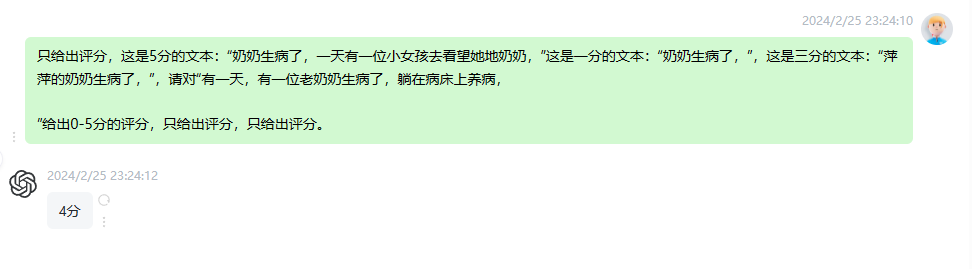 2024/2/25 23:24:10
只给出评分，这是5分的文本：“奶奶生病了，一天有一位小女孩去看望她地奶奶，”这是一分的文本：“奶奶生病了，”，这是三分的文本：“萍
萍的奶奶生病了，”，请对“有一天，有一位老奶奶生病了，躺在病床上养病，
”给出0-5分的评分，只给出评分，只给出评分。
2024/2/25 23:24:12
4分